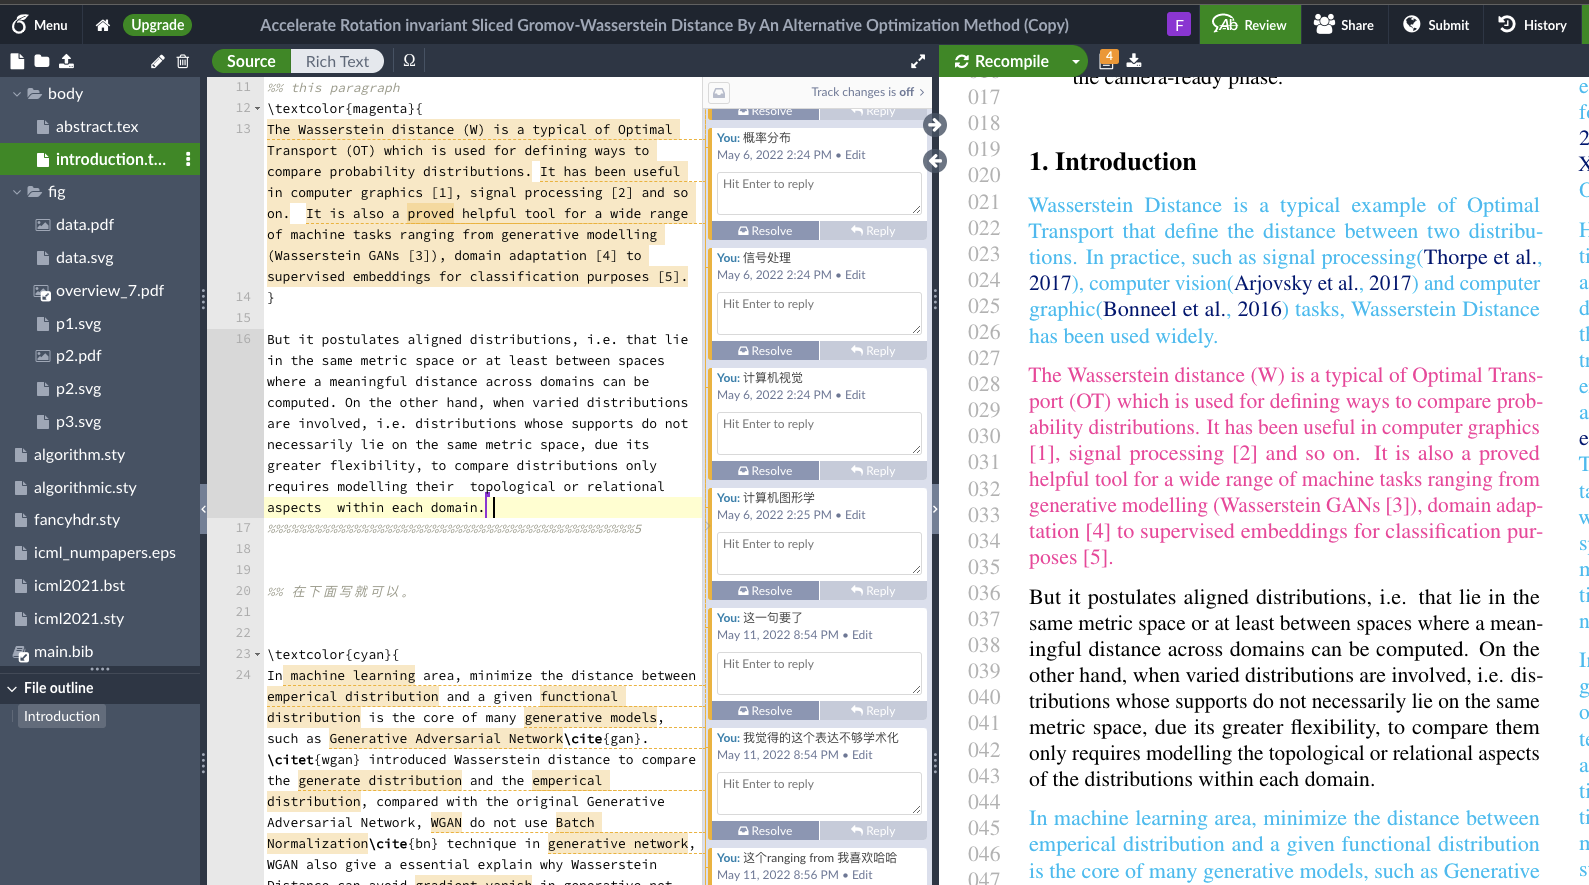 Menu
Upgrade
Accelerate Rotation invariant Sliced Gromov-Wasserstein Distance By An Alternative Optimization Method (Copy)
F
Review
Share
Submit
History
Source
Rich Text
Ω
Recompile
4
body
abstract.tex
introduction.t...
fig
data.pdf
data.svg
overview_7.pdf
p1.svg
p2.pdf
p2.svg
p3.svg
algorithm.sty
algorithmic.sty
fancyhdr.sty
icml_numpapers.eps
icml2021.bst
icml2021.sty
main.bib
File outline
Introduction
11 %% this paragraph
12 \textcolor{magenta}{
13 The Wasserstein distance (W) is a typical of Optimal
Transport (OT) which is used for defining ways to
compare probability distributions. It has been useful
in computer graphics [1], signal processing [2] and so
on.  It is also a proved helpful tool for a wide range
of machine tasks ranging from generative modelling
(Wasserstein GANs [3]), domain adaptation [4] to
supervised embeddings for classification purposes [5].
14 }
15
16 But it postulates aligned distributions, i.e. that lie
in the same metric space or at least between spaces
where a meaningful distance across domains can be
computed. On the other hand, when varied distributions
are involved, i.e. distributions whose supports do not
necessarily lie on the same metric space, due its
greater flexibility, to compare distributions only
requires modelling their  topological or relational
aspects  within each domain.
17 %%%%%%%%%%%%%%%%%%%%%%%%%%%%%%%%%%%%%%%%%%%%%%%5
18
19
20 %% 在下面写就可以。
21
22
23 \textcolor{cyan}{
24 In machine learning area, minimize the distance between
emperical distribution and a given functional
distribution is the core of many generative models,
such as Generative Adversarial Network\cite{gan}.
\citet{wgan} introduced Wasserstein distance to compare
the generate distribution and the emperical
distribution, compared with the original Generative
Adversarial Network, WGAN do not use Batch
Normalization\cite{bn} technique in generative network,
WGAN also give a essential explain why Wasserstein
Distance can avoid gradient vanish in generative net-
Track changes is off
Resolve
Reply
You: 概率分布
May 6, 2022 2:24 PM • Edit
Hit Enter to reply
Resolve
Reply
You: 信号处理
May 6, 2022 2:24 PM • Edit
Hit Enter to reply
Resolve
Reply
You: 计算机视觉
May 6, 2022 2:24 PM • Edit
Hit Enter to reply
Resolve
Reply
You: 计算机图形学
May 6, 2022 2:25 PM • Edit
Hit Enter to reply
Resolve
Reply
You: 这一句要了
May 11, 2022 8:54 PM • Edit
Hit Enter to reply
Resolve
Reply
You: 我觉得的这个表达不够学术化
May 11, 2022 8:54 PM • Edit
Hit Enter to reply
Resolve
Reply
You: 这个ranging from 我喜欢哈哈
May 11, 2022 8:56 PM • Edit
the camera-ready phase.
017
018
019
020
021
022
023
024
025
026
027
028
029
030
031
032
033
034
035
036
037
038
039
040
041
042
043
044
045
046
047
1. Introduction
Wasserstein Distance is a typical example of Optimal
Transport that define the distance between two distribu-
tions. In practice, such as signal processing(Thorpe et al.,
2017), computer vision(Arjovsky et al., 2017) and computer
graphic(Bonneel et al., 2016) tasks, Wasserstein Distance
has been used widely.
The Wasserstein distance (W) is a typical of Optimal Trans-
port (OT) which is used for defining ways to compare prob-
ability distributions. It has been useful in computer graphics
[1], signal processing [2] and so on. It is also a proved
helpful tool for a wide range of machine tasks ranging from
generative modelling (Wasserstein GANs [3]), domain adap-
tation [4] to supervised embeddings for classification pur-
poses [5].
But it postulates aligned distributions, i.e. that lie in the
same metric space or at least between spaces where a mean-
ingful distance across domains can be computed. On the
other hand, when varied distributions are involved, i.e. dis-
tributions whose supports do not necessarily lie on the same
metric space, due its greater flexibility, to compare them
only requires modelling the topological or relational aspects
of the distributions within each domain.
In machine learning area, minimize the distance between
emperical distribution and a given functional distribution
is the core of many generative models, such as Generative